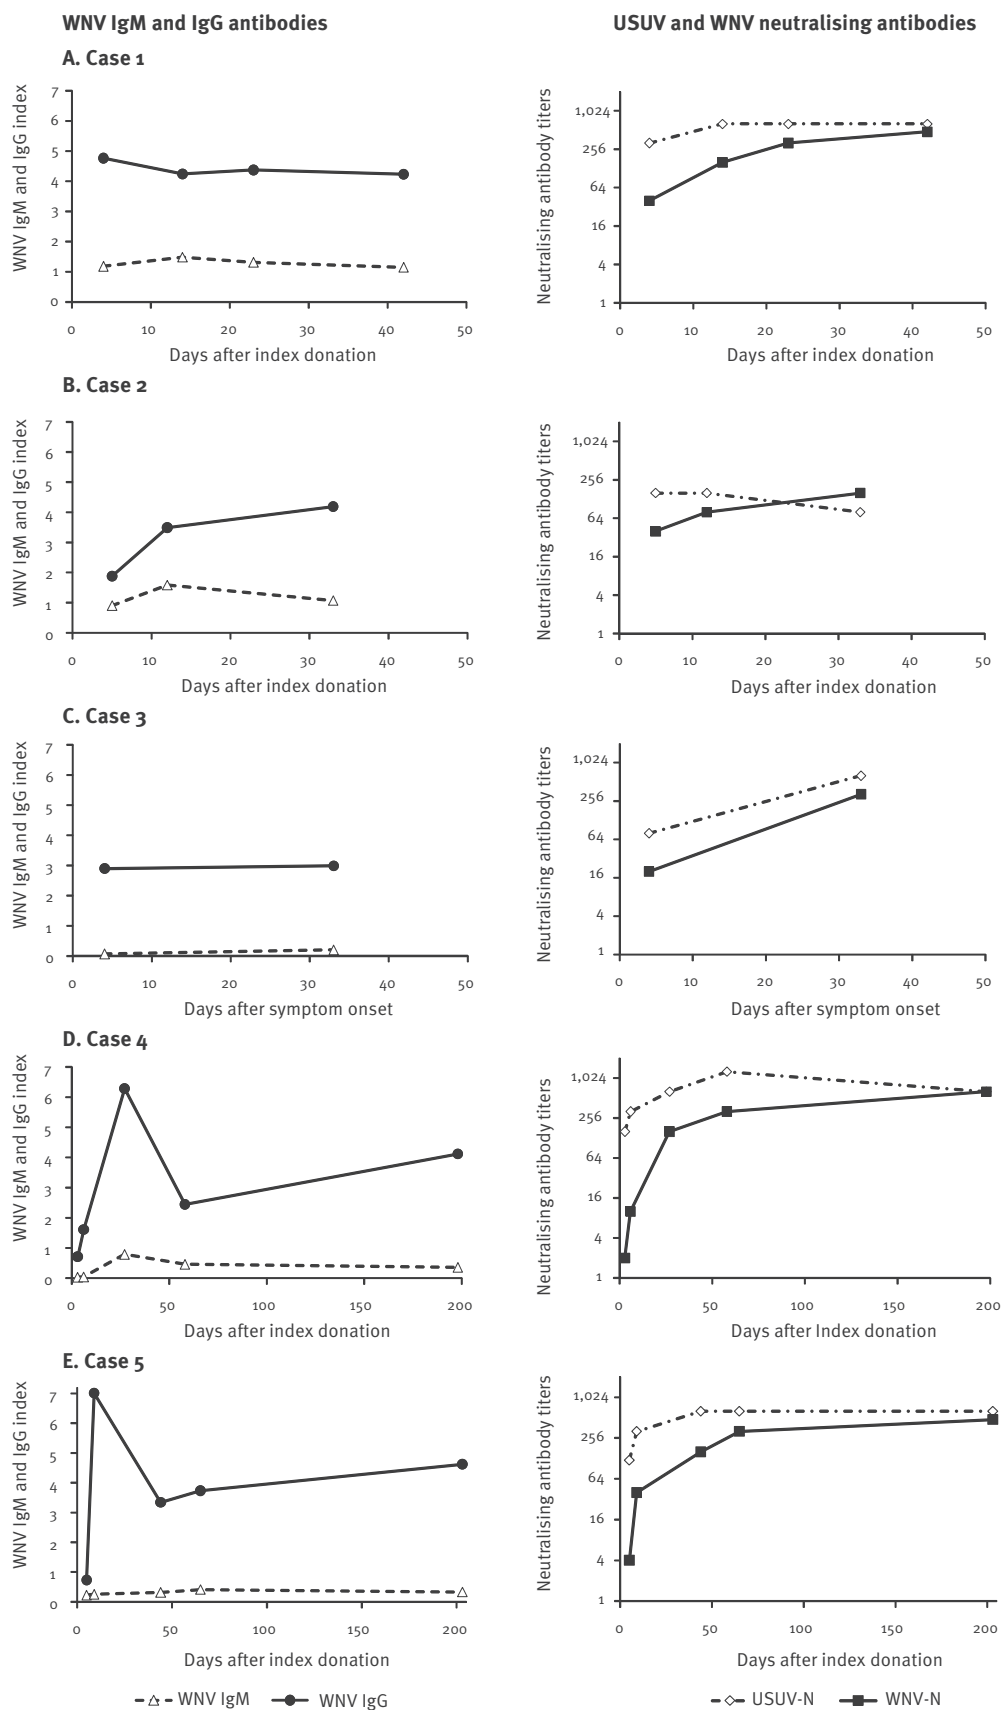 WNV IgM and IgG antibodies
USUV and WNV neutralising antibodies
A. Case 1
WNV IgM and IgG index
7
6
5
4
3
2
1
0
0 10 20 30 40 50
Days after index donation
Neutralising antibody titers
1,024
256
64
16
4
1
0 10 20 30 40 50
Days after index donation
B. Case 2
WNV IgM and IgG index
7
6
5
4
3
2
1
0
0 10 20 30 40 50
Days after index donation
Neutralising antibody titers
1,024
256
64
16
4
1
0 10 20 30 40 50
Days after index donation
C. Case 3
WNV IgM and IgG index
7
6
5
4
3
2
1
0
0 10 20 30 40 50
Days after symptom onset
Neutralising antibody titers
1,024
256
64
16
4
1
0 10 20 30 40 50
Days after symptom onset
D. Case 4
WNV IgM and IgG index
7
6
5
4
3
2
1
0
0 50 100 150 200
Days after index donation
Neutralising antibody titers
1,024
256
64
16
4
1
0 50 100 150 200
Days after Index donation
E. Case 5
WNV IgM and IgG index
7
6
5
4
3
2
1
0
0 50 100 150 200
Days after index donation
Neutralising antibody titers
1,024
256
64
16
4
1
0 50 100 150 200
Days after index donation
WNV IgM WNV IgG
USUV-N WNV-N